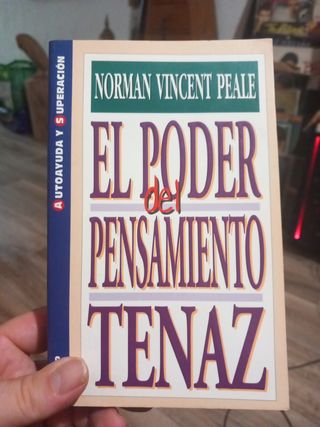 AUTOAYUDA Y SUPERACIÓN
NORMAN VINCENT PEALE
EL PODER
del
PENSAMIENTO
TENAZ